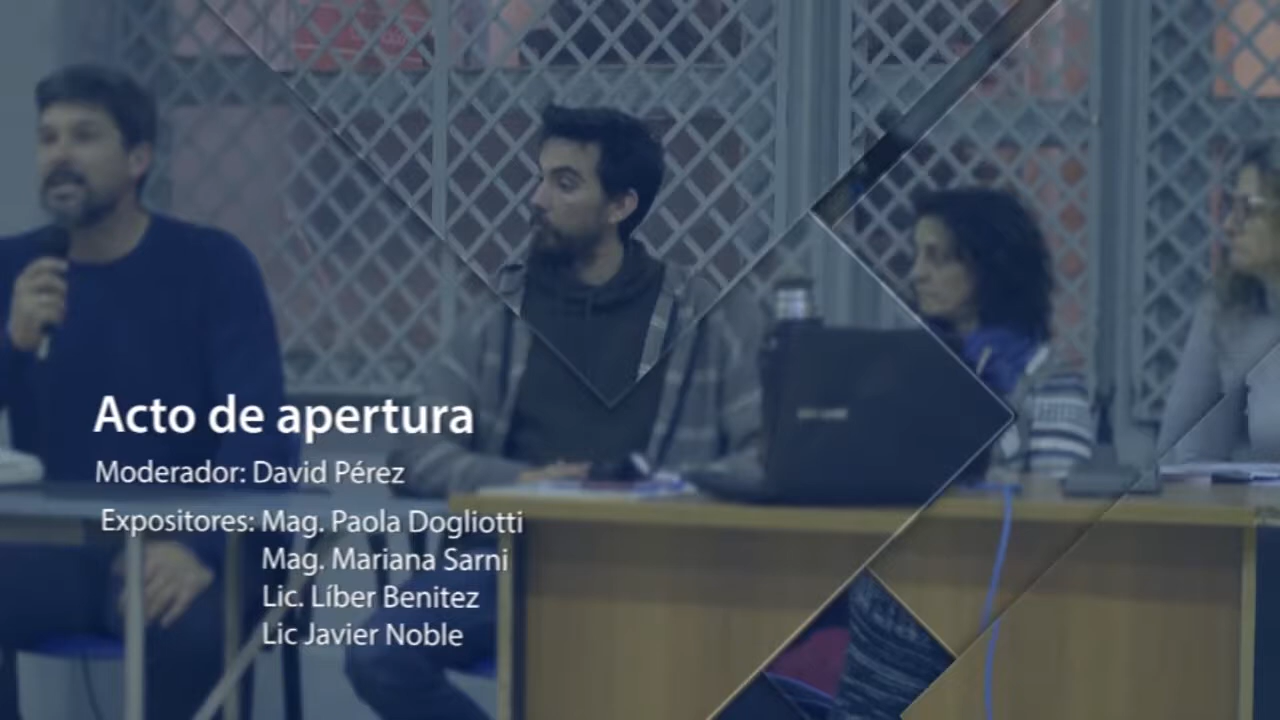 Acto de apertura
Moderador: David Pérez
Expositores: Mag. Paola Dogliotti
Mag. Mariana Sarni
Lic. Líber Benitez
Lic Javier Noble